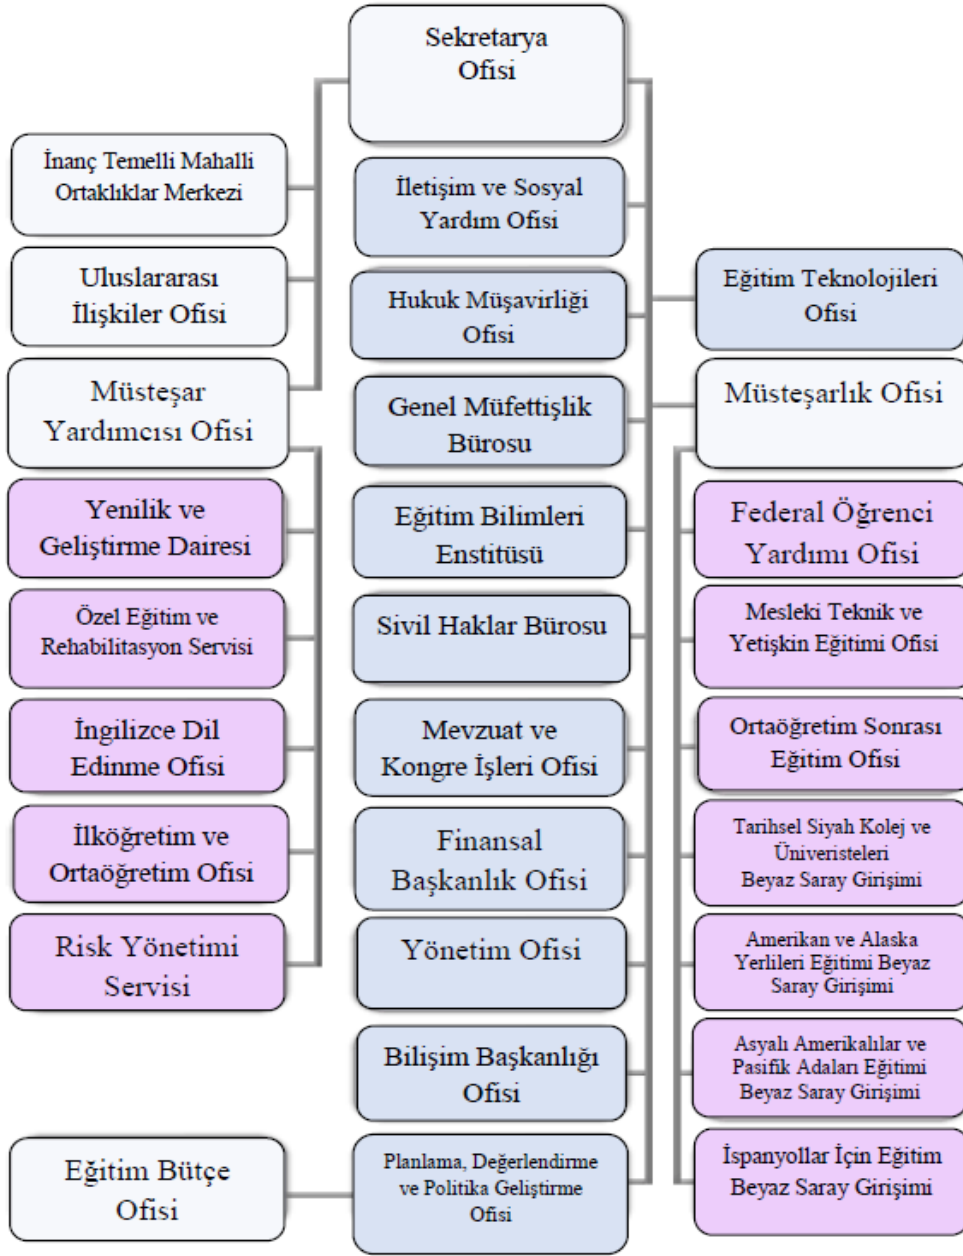 Sekretarya
Ofisi
İnanç Temelli Mahalli
Ortaklıklar Merkezi
Uluslararası
İlişkiler Ofisi
Müsteşar
Yardımcısı Ofisi
Yenilik ve
Geliştirme Dairesi
Özel Eğitim ve
Rehabilitasyon Servisi
İngilizce Dil
Edinme Ofisi
İlköğretim ve
Ortaöğretim Ofisi
Risk Yönetimi
Servisi
Eğitim Bütçe
Ofisi
İletişim ve Sosyal
Yardım Ofisi
Hukuk Müşavirliği
Ofisi
Genel Müfettişlik
Bürosu
Eğitim Bilimleri
Enstitüsü
Sivil Haklar Bürosu
Mevzuat ve
Kongre İşleri Ofisi
Finansal
Başkanlık Ofisi
Yönetim Ofisi
Bilişim Başkanlığı
Ofisi
Planlama, Değerlendirme
ve Politika Geliştirme
Ofisi
Eğitim Teknolojileri
Ofisi
Müsteşarlık Ofisi
Federal Öğrenci
Yardımı Ofisi
Mesleki Teknik ve
Yetişkin Eğitimi Ofisi
Ortaöğretim Sonrası
Eğitim Ofisi
Tarihsel Siyah Kolej ve
Üniveristeleri
Beyaz Saray Girişimi
Amerikan ve Alaska
Yerlileri Eğitimi Beyaz
Saray Girişimi
Asyalı Amerikalılar ve
Pasifik Adaları Eğitimi
Beyaz Saray Girişimi
İspanyollar İçin Eğitim
Beyaz Saray Girişimi